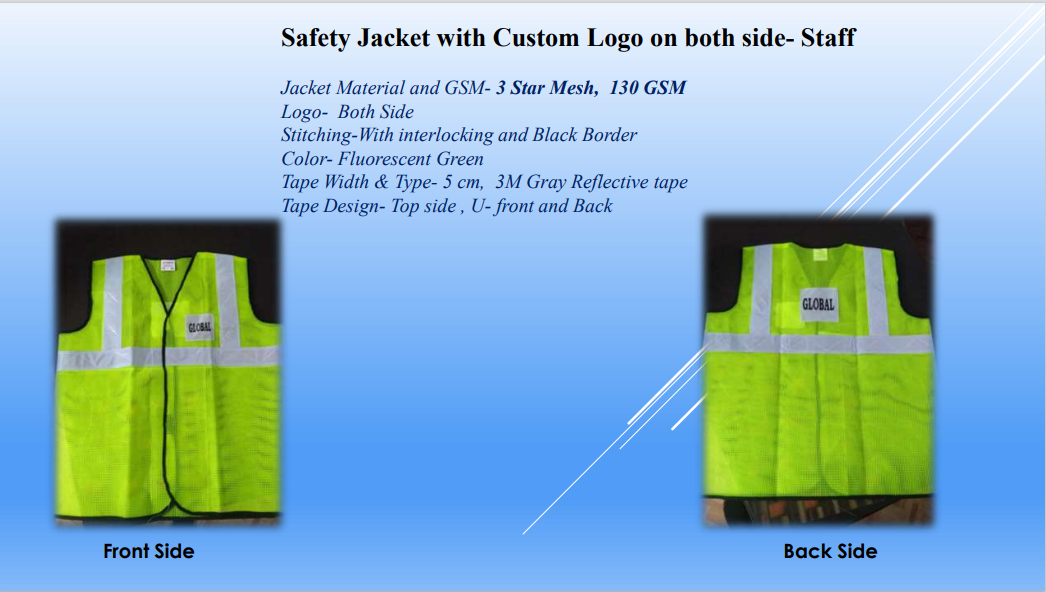 Safety Jacket with Custom Logo on both side- Staff
Jacket Material and GSM- 3 Star Mesh, 130 GSM
Logo- Both Side
Stitching-With interlocking and Black Border
Color- Fluorescent Green
Tape Width & Type- 5 cm, 3M Gray Reflective tape
Tape Design- Top side , U- front and Back
GLOBAL
GLOBAL
Front Side
Back Side